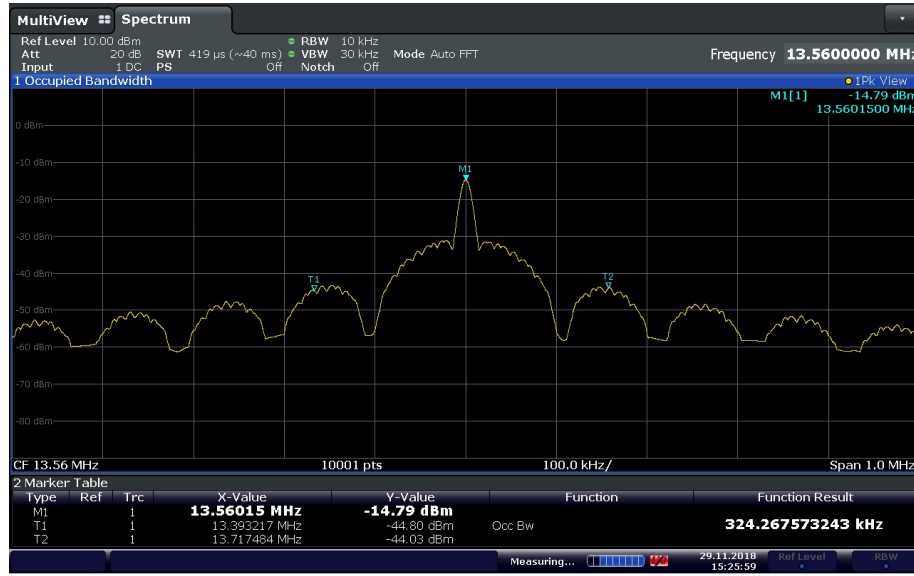 MultiView Spectrum
Ref Level 10.00 dBm RBW 10 kHz
Att 20 dB SWT 419 µs (~40 ms) VBW 30 kHz Mode Auto FFT Frequency 13.5600000 MHz
Input 1 DC PS Off Notch Off
1 Occupied Bandwidth 1Pk View
M1[1] -14.79 dBm
13.5601500 MHz
0 dBm
-10 dBm
M1
-20 dBm
-30 dBm
-40 dBm
T1 T2
-50 dBm
-60 dBm
-70 dBm
-80 dBm
CF 13.56 MHz 10001 pts 100.0 kHz/ Span 1.0 MHz
2 Marker Table
Type Ref Trc X-Value Y-Value Function Function Result
M1 1 13.56015 MHz -14.79 dBm
T1 1 13.393217 MHz -44.80 dBm Occ Bw 324.267573243 kHz
T2 1 13.717484 MHz -44.03 dBm
Measuring... 29.11.2018 Ref Level RBW
15:25:59